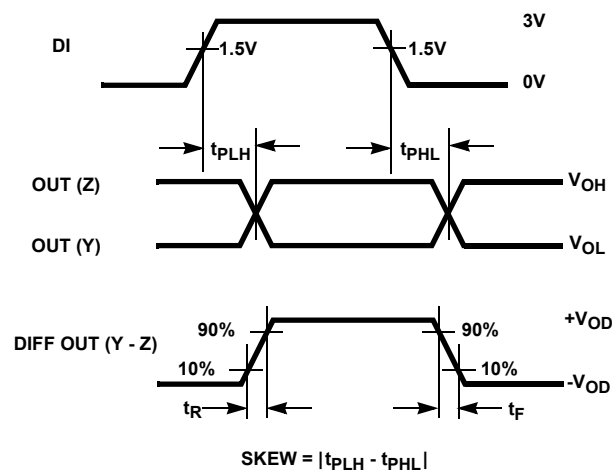 3V
DI
1.5V
1.5V
0V
tPLH
tPHL
OUT (Z)
VOH
OUT (Y)
VOL
+VOD
90%
90%
DIFF OUT (Y - Z)
10%
10%
-VOD
tR
tF
SKEW = |tPLH - tPHL|